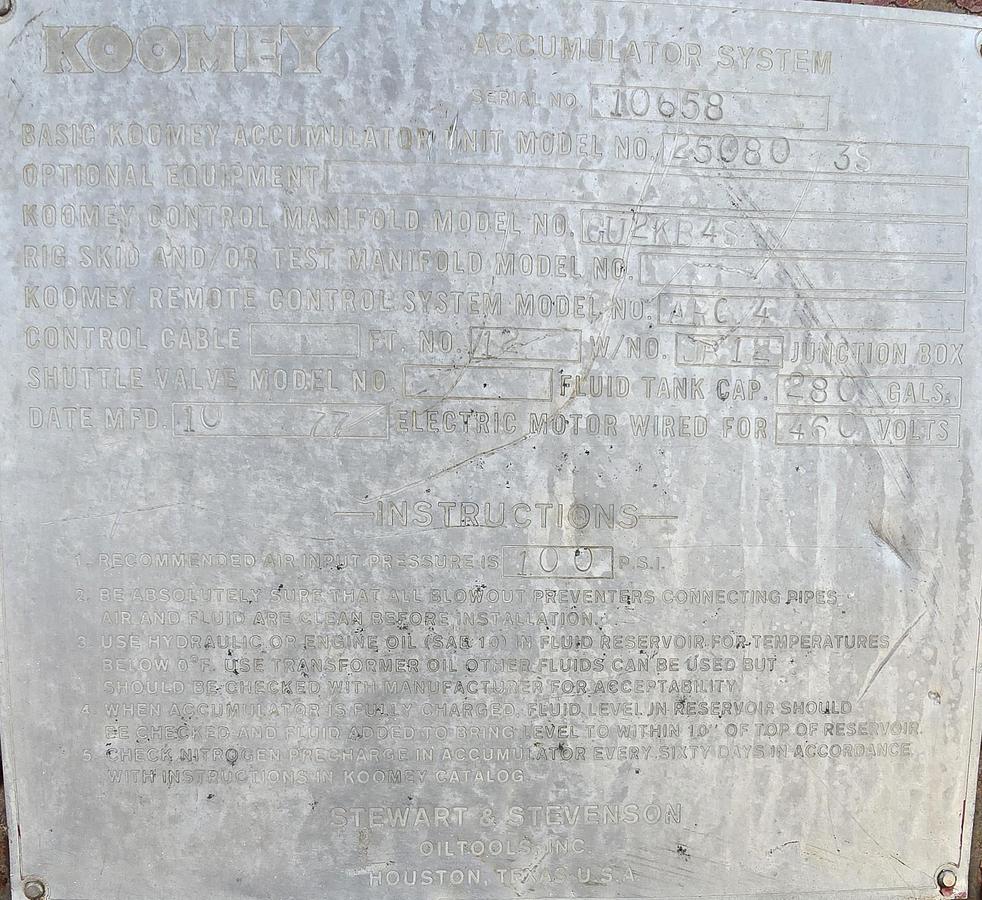 KOOMEY
ACCUMULATOR SYSTEM
SERIAL NO. 10658
BASIC KOOMEY ACCUMULATOR UNIT MODEL NO. 25080 3S
OPTIONAL EQUIPMENT
KOOMEY CONTROL MANIFOLD MODEL NO. GU2KB4S
RIG SKID AND/OR TEST MANIFOLD MODEL NO.
KOOMEY REMOTE CONTROL SYSTEM MODEL NO. ARC 4
CONTROL CABLE FT. NO. 12 W/NO. 12 JUNCTION BOX
SHUTTLE VALVE MODEL NO. FLUID TANK CAP. 280 GALS.
DATE MFD. 10 77 ELECTRIC MOTOR WIRED FOR 460 VOLTS
—INSTRUCTIONS—
1. RECOMMENDED AIR INPUT PRESSURE IS 100 P.S.I.
2. BE ABSOLUTELY SURE THAT ALL BLOWOUT PREVENTERS CONNECTING PIPES
AIR AND FLUID ARE CLEAN BEFORE INSTALLATION.
3. USE HYDRAULIC OR ENGINE OIL (SAE 10) IN FLUID RESERVOIR FOR TEMPERATURES
BELOW 0°F. USE TRANSFORMER OIL OTHER FLUIDS CAN BE USED BUT
SHOULD BE CHECKED WITH MANUFACTURER FOR ACCEPTABILITY
4. WHEN ACCUMULATOR IS FULLY CHARGED, FLUID LEVEL IN RESERVOIR SHOULD
BE CHECKED AND FLUID ADDED TO BRING LEVEL TO WITHIN 10" OF TOP OF RESERVOIR.
5. CHECK NITROGEN PRECHARGE IN ACCUMULATOR EVERY SIXTY DAYS IN ACCORDANCE
WITH INSTRUCTIONS IN KOOMEY CATALOG.
STEWART & STEVENSON
OILTOOLS, INC.
HOUSTON, TEXAS U.S.A.